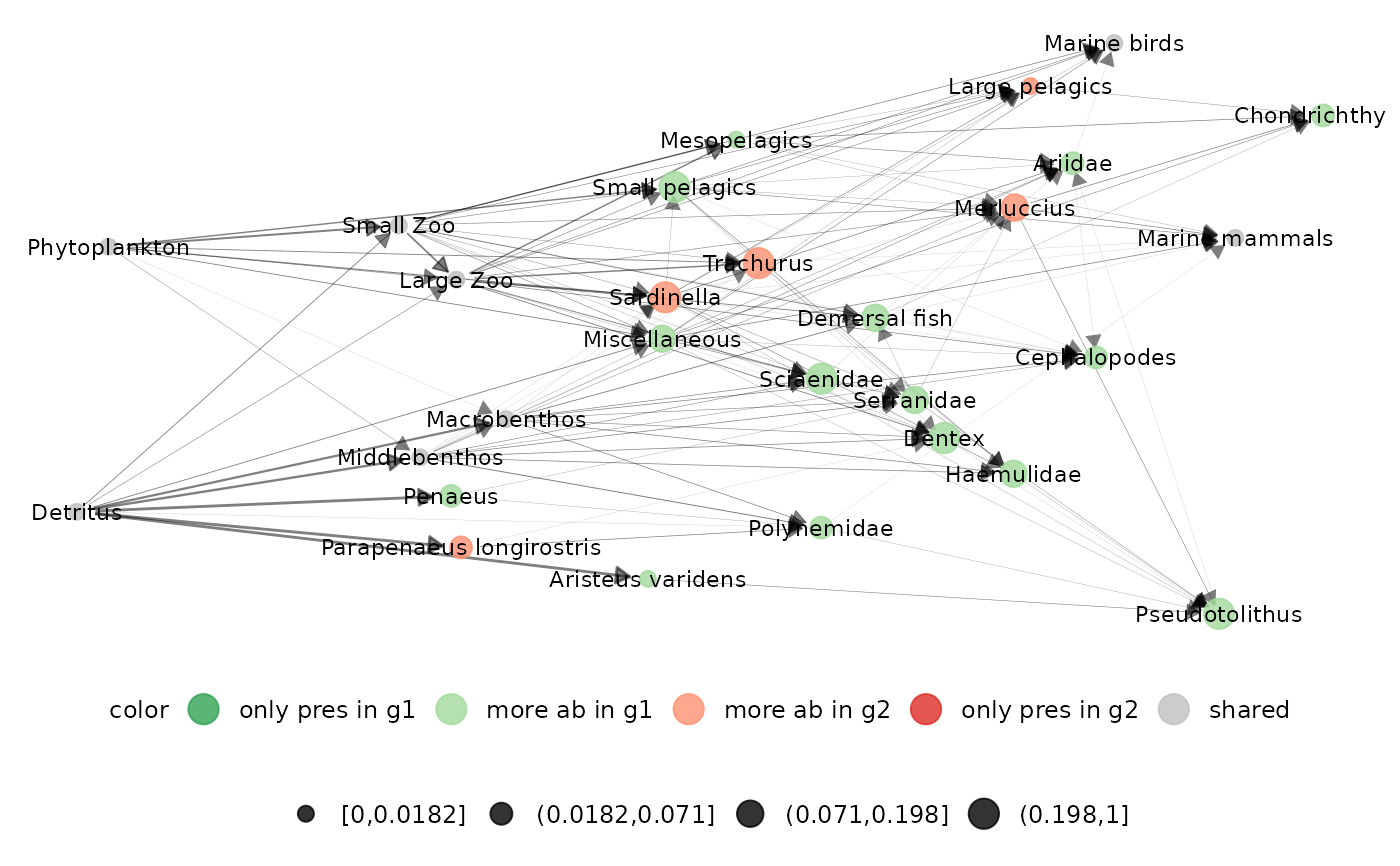 Marine birds
Large pelagics
Chondrichthy
Mesopelagics
Ariidae
Small pelagics
Merluccius
Small Zoo
Marine mammals
Phytoplankton
Trachurus
Large Zoo
Sardinella
Demersal fish
Miscellaneous
Cephalopodes
Sciaenidae
Serranidae
Macrobenthos
Dentex
Middlebenthos
Haemulidae
Penaeus
Detritus
Polynemidae
Parapenaeus longirostris
Aristeus varidens
Pseudotolithus
color only pres in g1 more ab in g1 more ab in g2 only pres in g2 shared
[0,0.0182] (0.0182,0.071] (0.071,0.198] (0.198,1]